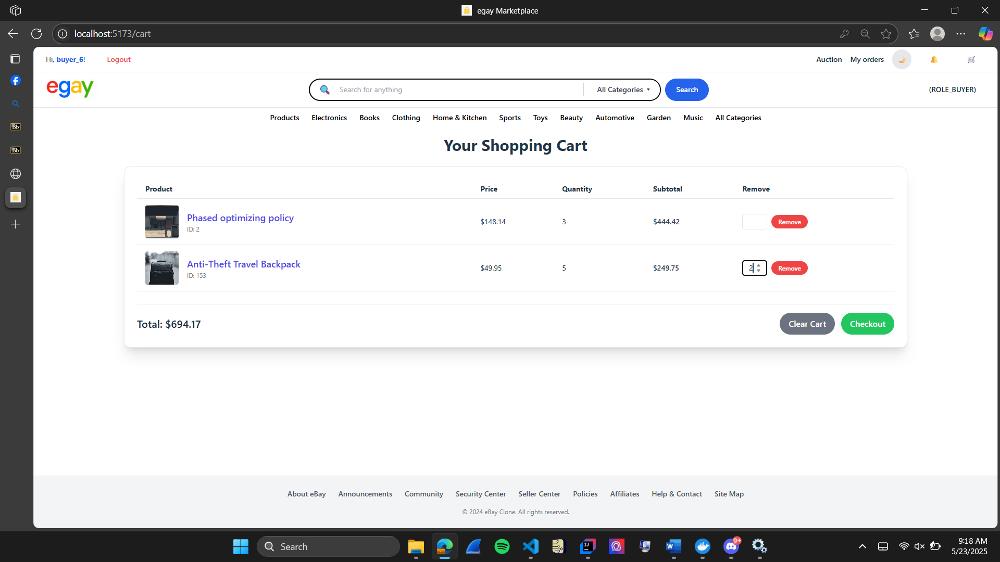 egay Marketplace
localhost:5173/cart
Hi, buyer_6!
Logout
Auction
My orders
egay
Search for anything
All Categories
Search
(ROLE_BUYER)
Products Electronics Books Clothing Home & Kitchen Sports Toys Beauty Automotive Garden Music All Categories
Your Shopping Cart
Product Price Quantity Subtotal Remove
Phased optimizing policy
ID: 2
$148.14 3 $444.42 Remove
Anti-Theft Travel Backpack
ID: 153
$49.95 5 $249.75 2 Remove
Total: $694.17
Clear Cart
Checkout
About eBay Announcements Community Security Center Seller Center Policies Affiliates Help & Contact Site Map
© 2024 eBay Clone. All rights reserved.
Bb
Bb
Search
IJ
W
9+
9:18 AM
5/23/2025